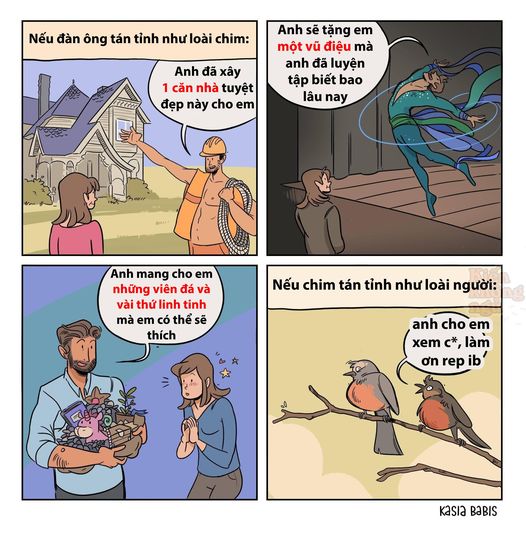 Nếu đàn ông tán tỉnh như loài chim:
Anh đã xây
1 căn nhà tuyệt
đẹp này cho em
Anh sẽ tặng em
một vũ điệu mà
anh đã luyện
tập biết bao
lâu nay
Anh mang cho em
những viên đá và
vài thứ linh tinh
mà em có thể sẽ
thích
Nếu chim tán tỉnh như loài người:
anh cho em
xem c*, làm
ơn rep ib
KASIA BABIS